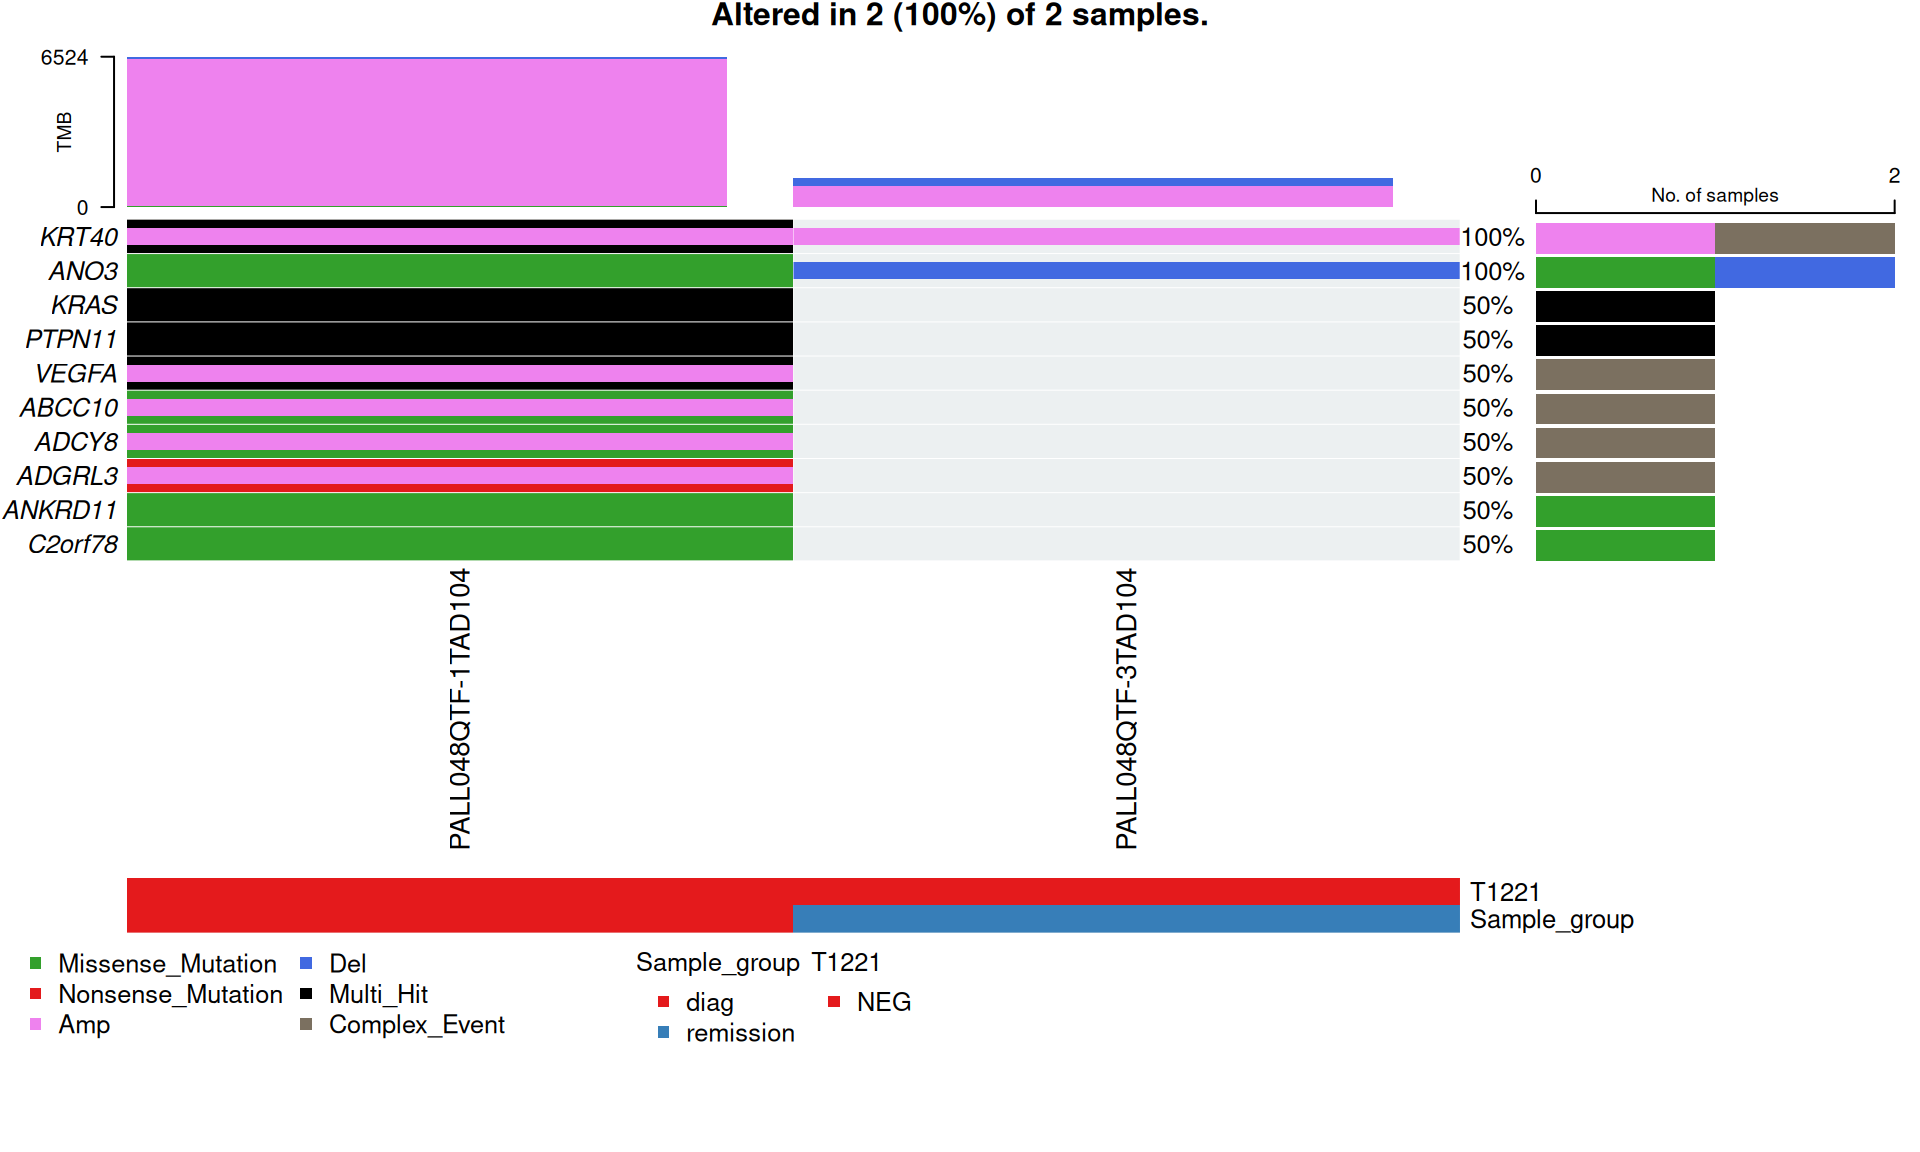 Altered in 2 (100%) of 2 samples.
6524
TMB
0
0
2
No. of samples
KRT40
100%
ANO3
100%
KRAS
50%
PTPN11
50%
VEGFA
50%
ABCC10
50%
ADCY8
50%
ADGRL3
50%
ANKRD11
50%
C2orf78
50%
PALL048QTF-1TAD104
PALL048QTF-3TAD104
T1221
Sample_group
Missense_Mutation
Nonsense_Mutation
Amp
Del
Multi_Hit
Complex_Event
Sample_group
diag
remission
T1221
NEG